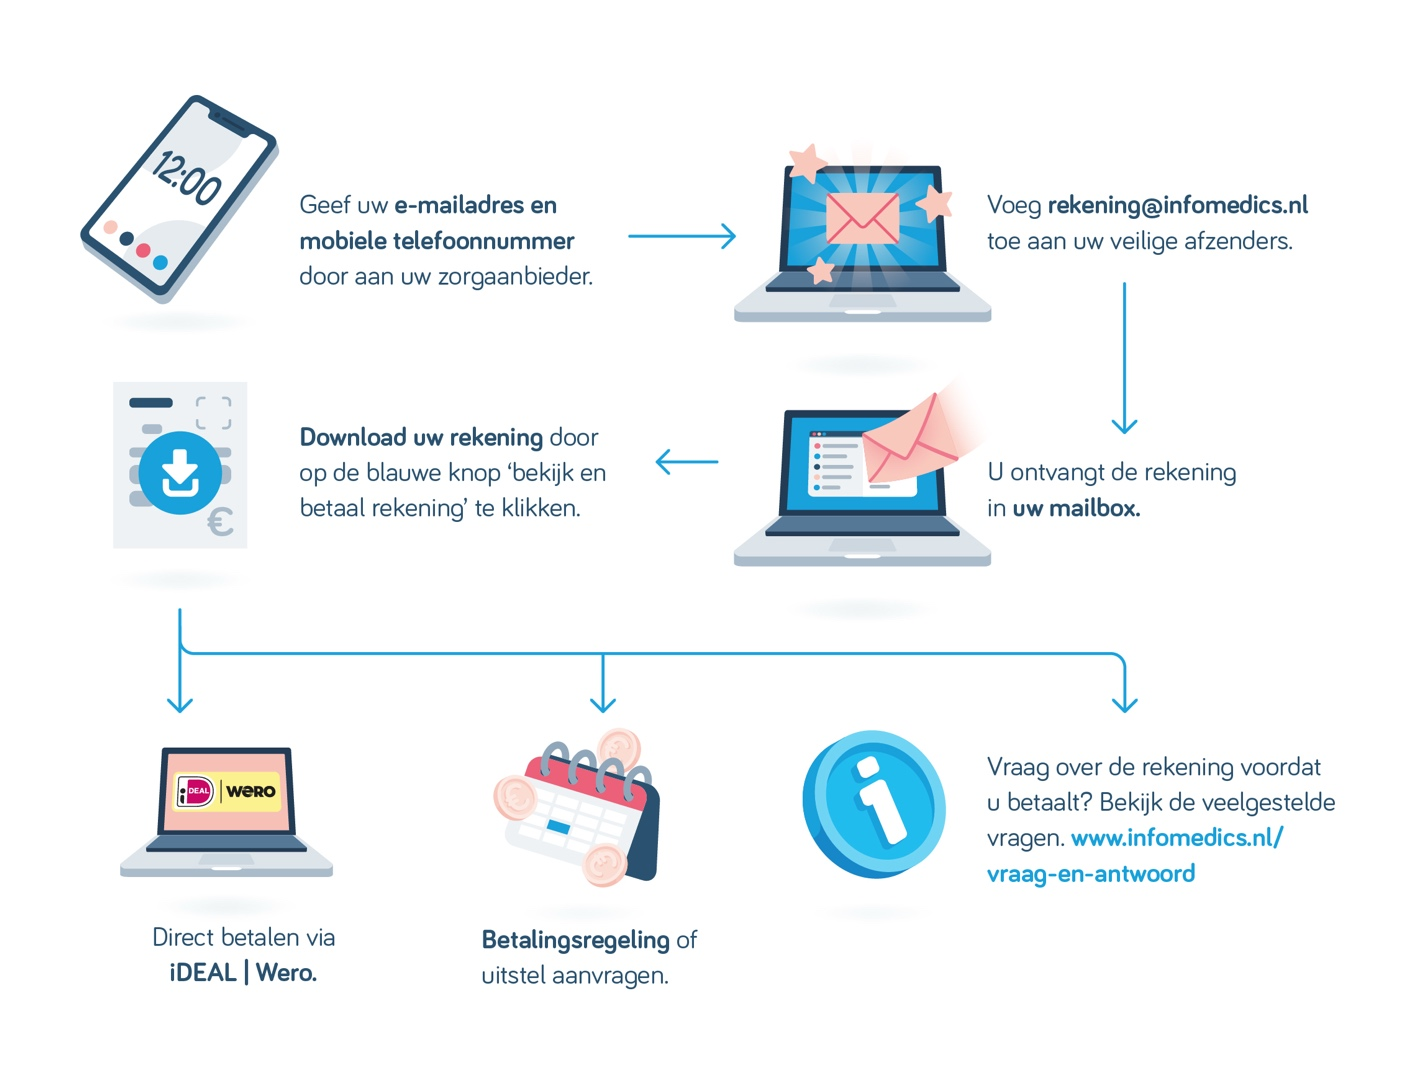 12:00
Geef uw e-mailadres en
mobiele telefoonnummer
door aan uw zorgaanbieder.
Voeg rekening@infomedics.nl
toe aan uw veilige afzenders.
U ontvangt de rekening
in uw mailbox.
€
Download uw rekening door
op de blauwe knop ‘bekijk en
betaal rekening’ te klikken.
iDEAL | wero
Direct betalen via
iDEAL | Wero.
€
€
€
Betalingsregeling of
uitstel aanvragen.
i
Vraag over de rekening voordat
u betaalt? Bekijk de veelgestelde
vragen. www.infomedics.nl/
vraag-en-antwoord